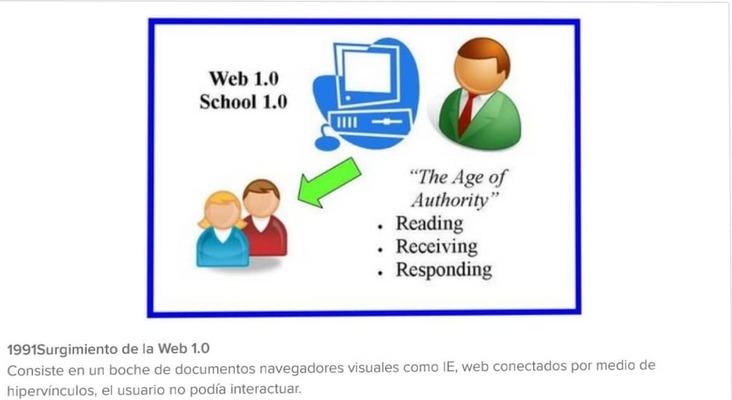 Web 1.0
School 1.0
“The Age of
Authority”
• Reading
• Receiving
• Responding
1991Surgimiento de la Web 1.0
Consiste en un boche de documentos navegadores visuales como IE, web conectados por medio de
hipervínculos, el usuario no podía interactuar.